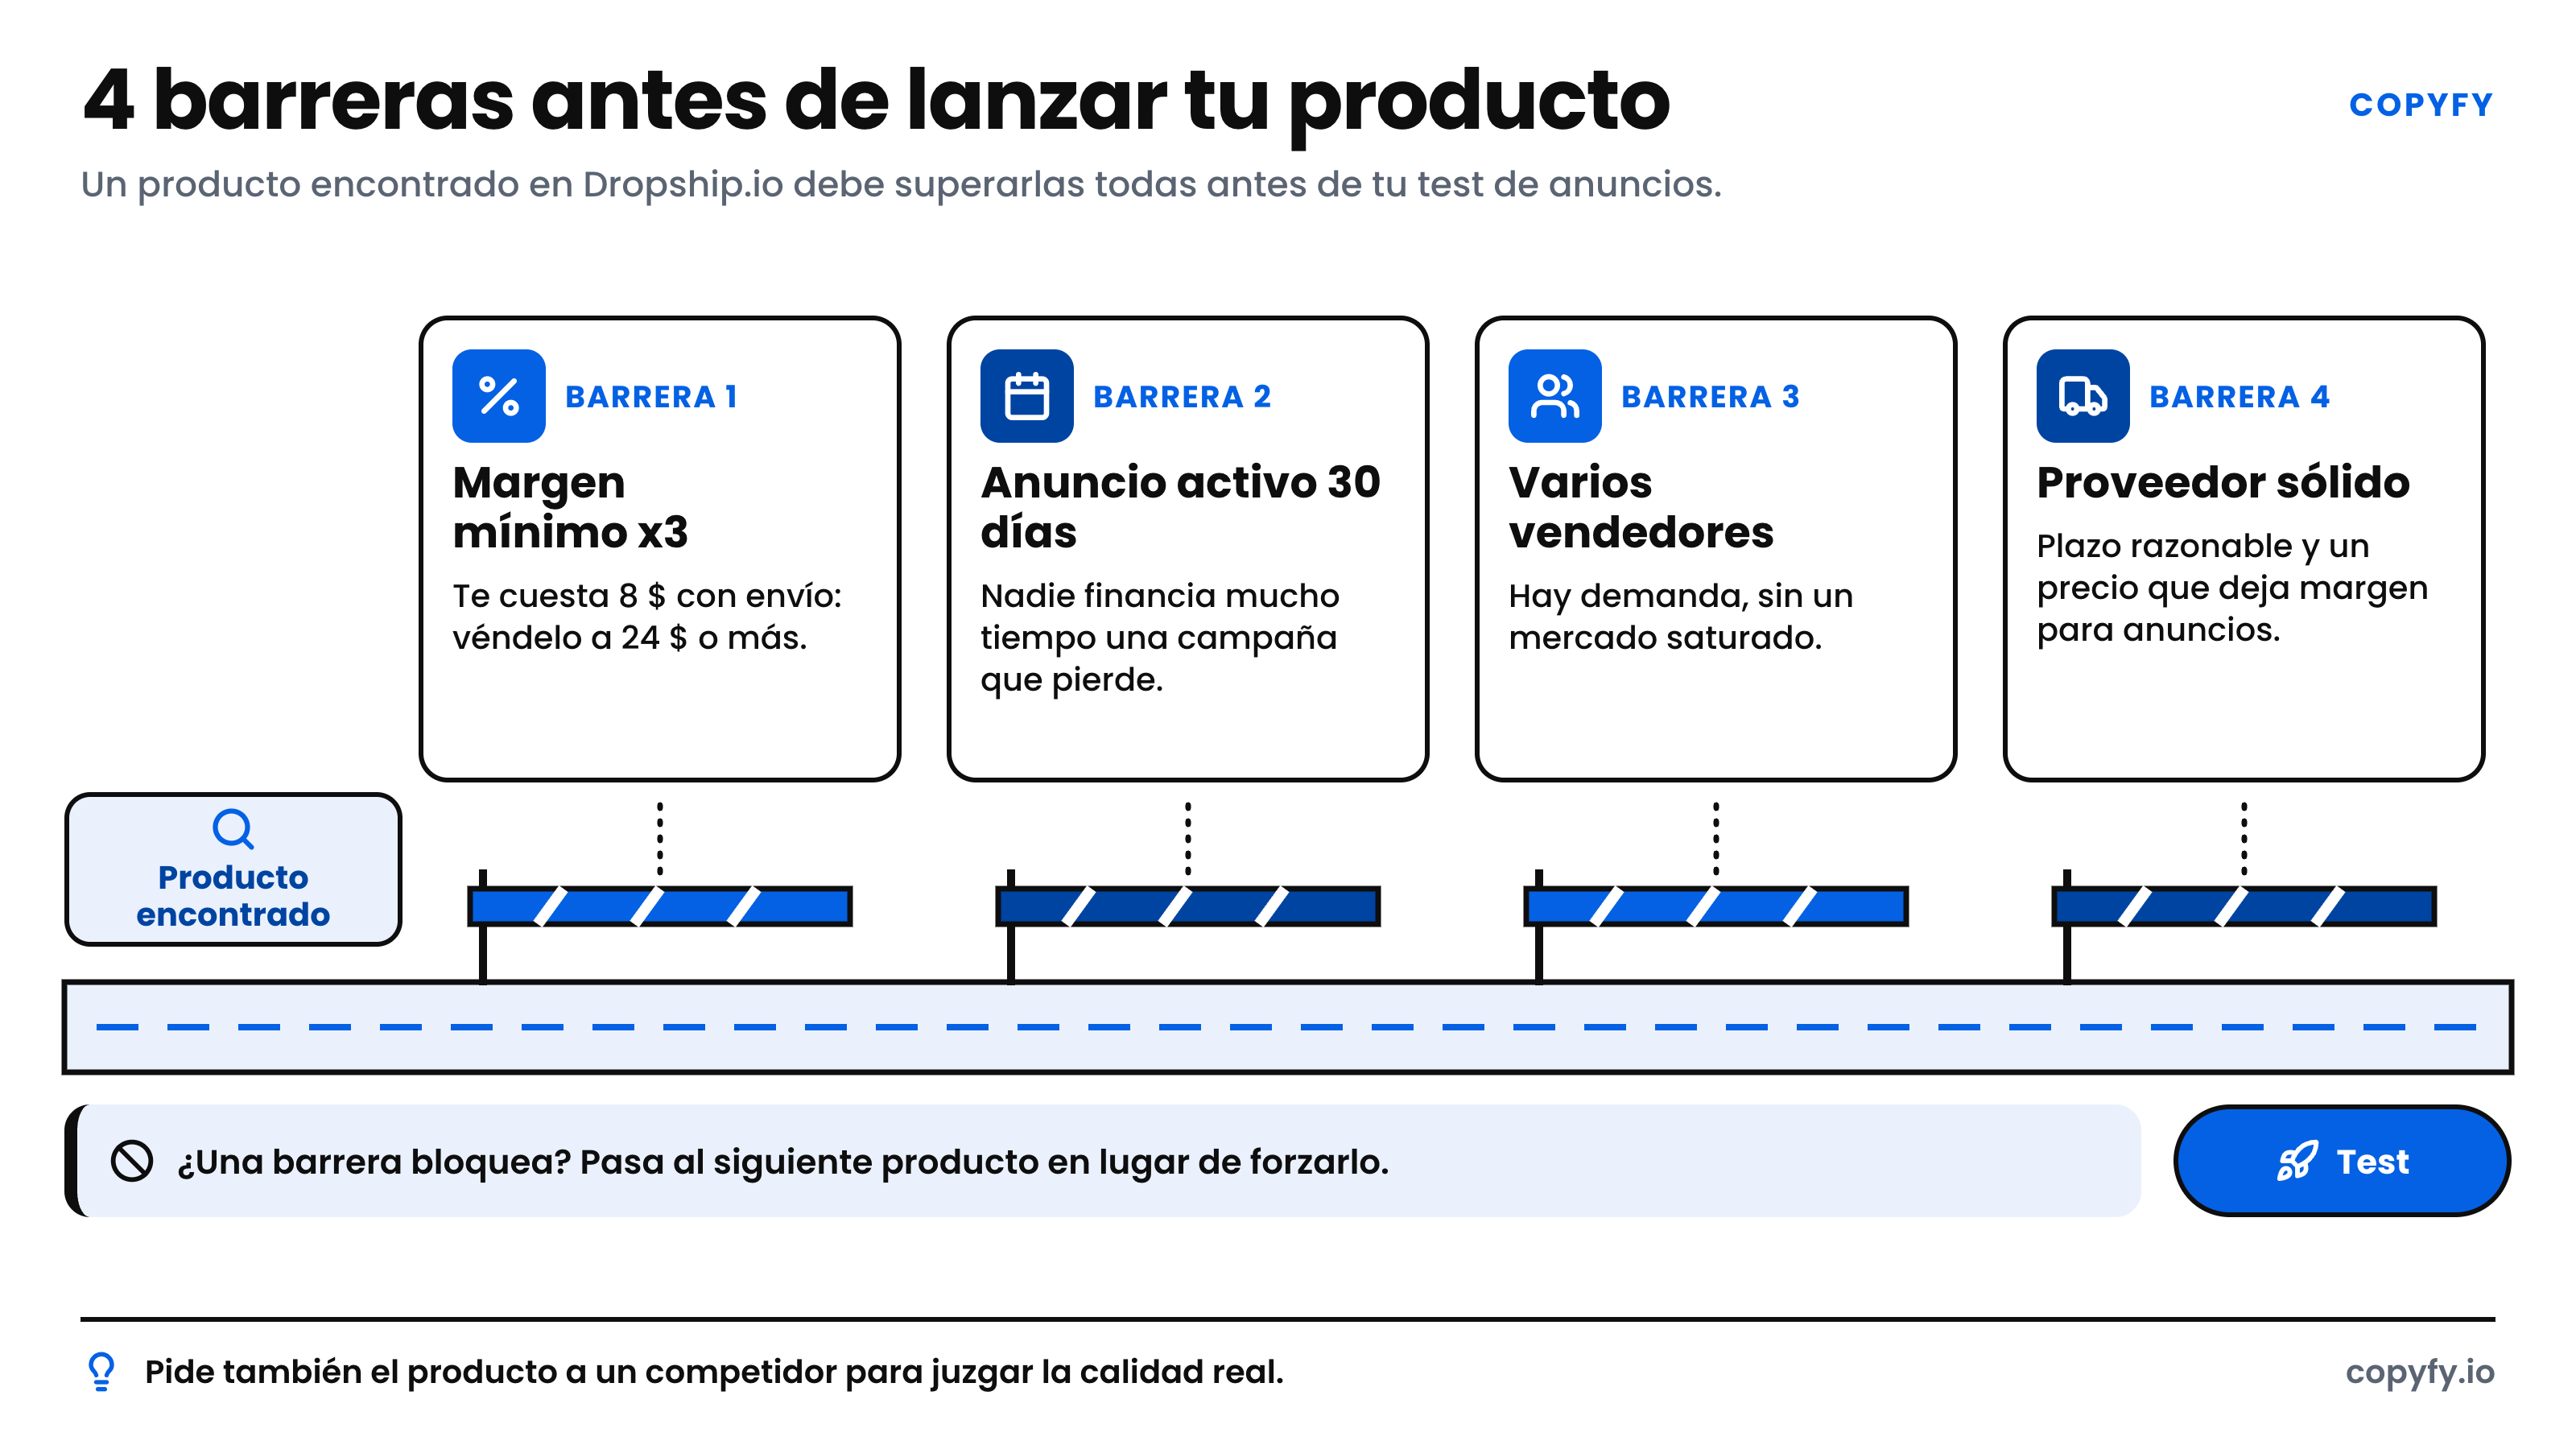 4 barreras antes de lanzar tu producto
COPYFY
Un producto encontrado en Dropship.io debe superarlas todas antes de tu test de anuncios.
BARRERA 1
Margen
mínimo x3
Te cuesta 8 $ con envío:
véndelo a 24 $ o más.
BARRERA 2
Anuncio activo 30
días
Nadie financia mucho
tiempo una campaña
que pierde.
BARRERA 3
Varios
vendedores
Hay demanda, sin un
mercado saturado.
BARRERA 4
Proveedor sólido
Plazo razonable y un
precio que deja margen
para anuncios.
Producto
encontrado
¿Una barrera bloquea? Pasa al siguiente producto en lugar de forzarlo.
Test
Pide también el producto a un competidor para juzgar la calidad real.
copyfy.io